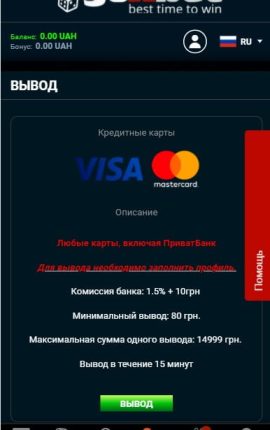 best time to win
Баланс: 0.00 UAH
Бонус: 0.00 UAH
RU
ВЫВОД
Кредитные карты
VISA
mastercard
Описание
Любые карты, включая ПриватБанк
Для вывода необходимо заполнить профиль.
Комиссия банка: 1.5% + 10грн
Минимальный вывод: 80 грн.
Максимальная сумма одного вывода: 14999 грн.
Вывод в течение 15 минут
ВЫВОД
Помощь